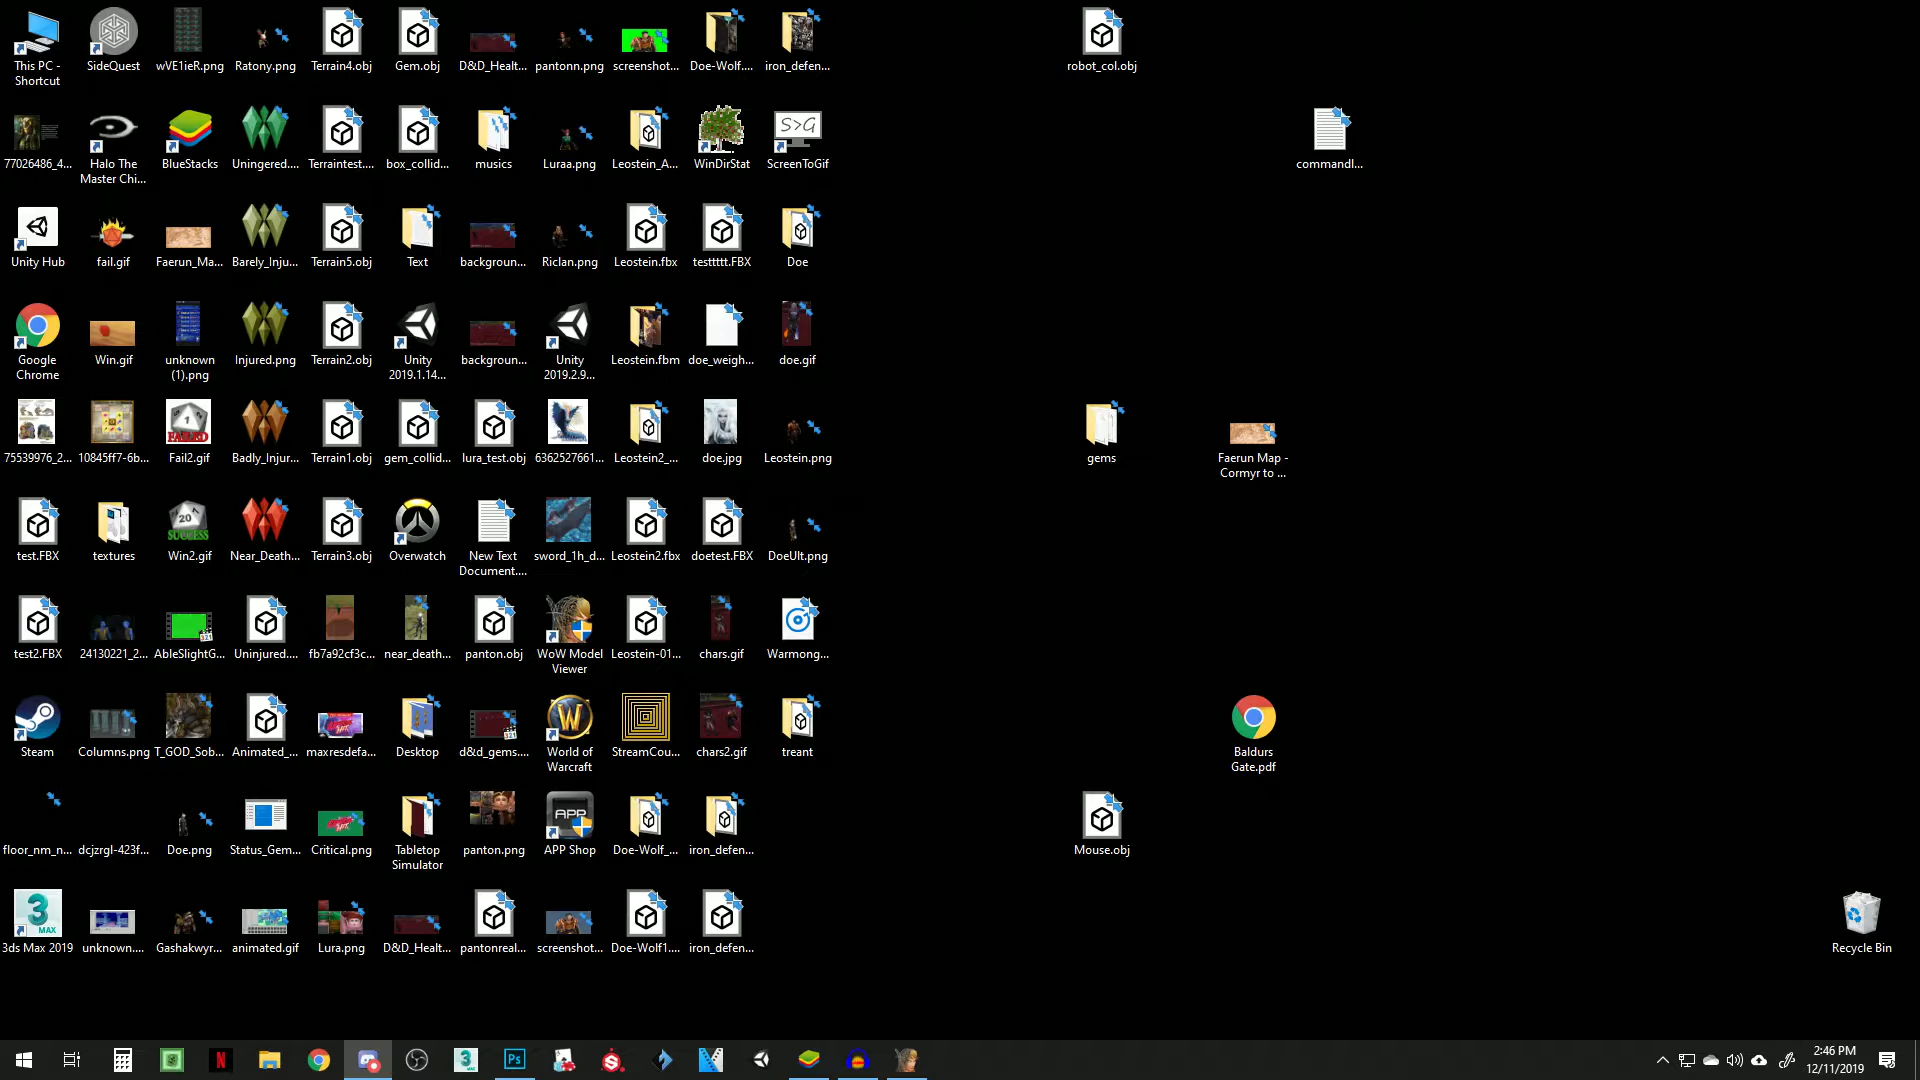 This PC - Shortcut
SideQuest
wVE1ieR.png
Ratony.png
Terrain4.obj
Gem.obj
D&D_Healt...
pantonn.png
screenshot...
Doe-Wolf....
iron_defen...
robot_col.obj
77026486_4...
Halo The Master Chi...
BlueStacks
Uningered....
Terraintest....
box_collid...
musics
Luraa.png
Leostein_A...
WinDirStat
S>G
ScreenToGif
commandl...
Unity Hub
fail.gif
Faerun_Ma...
Barely_Inju...
Terrain5.obj
Text
backgroun...
Riclan.png
Leostein.fbx
testtttt.FBX
Doe
Google Chrome
Win.gif
unknown (1).png
Injured.png
Terrain2.obj
Unity 2019.1.14...
backgroun...
Unity 2019.2.9...
Leostein.fbm
doe_weigh...
doe.gif
75539976_2...
10845ff7-6b...
FAILED
Fail2.gif
Badly_Injur...
Terrain1.obj
gem_collid...
lura_test.obj
6362527661...
Leostein2_...
doe.jpg
Leostein.png
gems
Faerun Map - Cormyr to ...
test.FBX
textures
20
SUCCESS
Win2.gif
Near_Death...
Terrain3.obj
Overwatch
New Text Document....
sword_1h_d...
Leostein2.fbx
doetest.FBX
DoeUlt.png
test2.FBX
24130221_2...
AbleSlightG...
Uninjured....
fb7a92cf3c...
near_death...
panton.obj
WoW Model Viewer
Leostein-01...
chars.gif
Warmong...
Steam
Columns.png
T_GOD_Sob...
Animated_...
maxresdefa...
Desktop
d&d_gems....
World of Warcraft
StreamCou...
chars2.gif
treant
Baldurs Gate.pdf
floor_nm_n...
dcjzrgl-423f...
Doe.png
Status_Gem...
Critical.png
Tabletop Simulator
panton.png
APP
APP Shop
Doe-Wolf_...
iron_defen...
Mouse.obj
3
MAX
3ds Max 2019
unknown....
Gashakwyr...
animated.gif
Lura.png
D&D_Healt...
pantonreal...
screenshot...
Doe-Wolf1....
iron_defen...
Recycle Bin
N
3
Ps
2:46 PM
12/11/2019